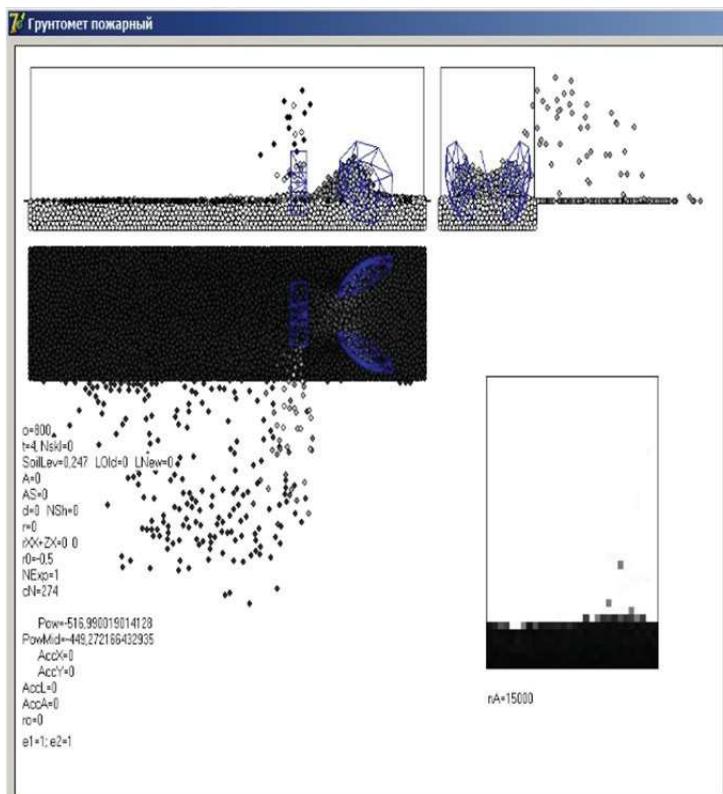 Грунтомет пожарный
o=800
t=4, Nskl=0
SoilLev=0,247 LOld=0 LNew=0
A=0
AS=0
d=0 NSh=0
r=0
rXX+ZX=0 0
r0=-0,5
NExp=1
cN=274
Pow=-516,990019014128
PowMid=-449,272166432935
AccX=0
AccY=0
AccL=0
AccA=0
ro=0
e1=1; e2=1
nA=15000